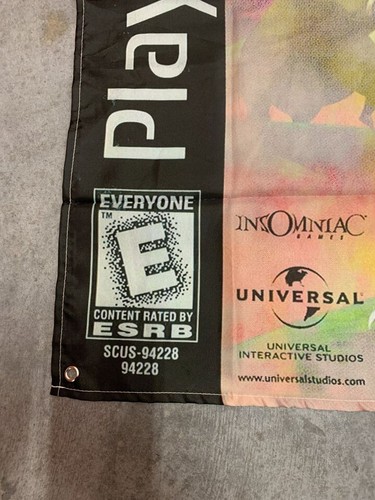 Play
EVERYONE
TM
E
CONTENT RATED BY
ESRB
SCUS-94228
94228
INSOMNIAC
GAMES
UNIVERSAL
UNIVERSAL
INTERACTIVE STUDIOS
www.universalstudios.com